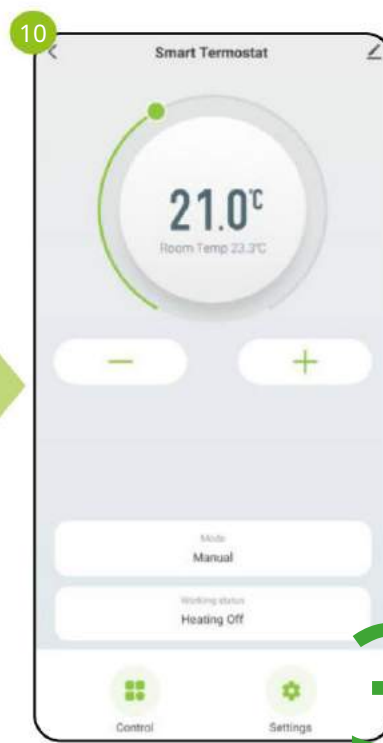 10
Smart Termostat
21.0℃
Room Temp 23.3℃
Mode
Manual
Working status
Heating Off
Control
Settings